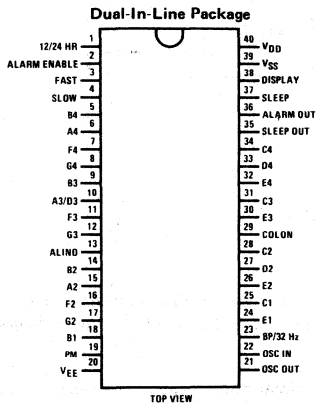 Dual-In-Line Package
12/24 HR 1 40 VDD
ALARM ENABLE 2 39 VSS
FAST 3 38 DISPLAY
SLOW 4 37 SLEEP
B4 5 36 ALARM OUT
A4 6 35 SLEEP OUT
F4 7 34 C4
G4 8 33 D4
B3 9 32 E4
A3/D3 10 31 C3
F3 11 30 E3
G3 12 29 COLON
ALIND 13 28 C2
B2 14 27 D2
A2 15 26 E2
F2 16 25 C1
G2 17 24 E1
B1 18 23 BP/32 Hz
PM 19 22 OSC IN
VEE 20 21 OSC OUT
TOP VIEW